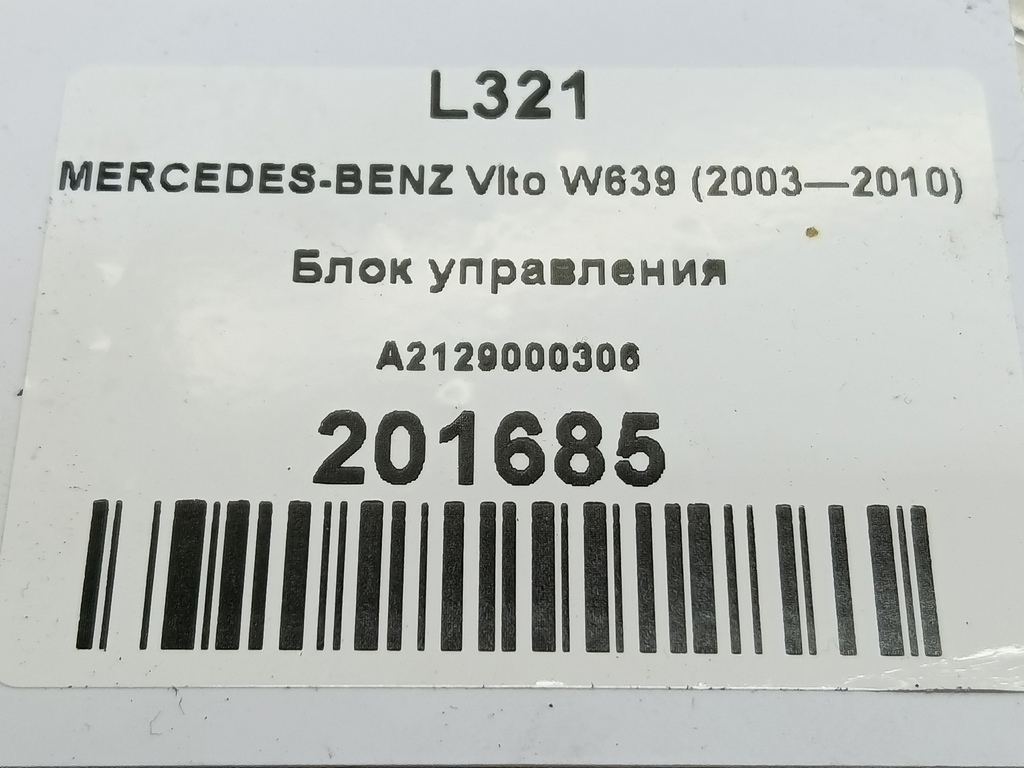 L321
MERCEDES-BENZ VIto W639 (2003—2010)
Блок управления
A2129000306
201685